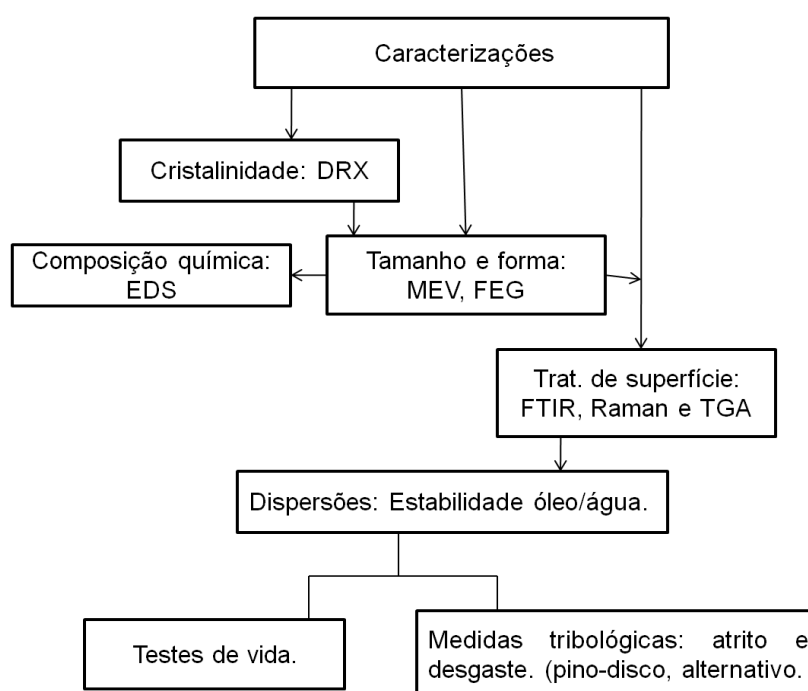 Caracterizações
Cristalinidade: DRX
Composição química:
EDS
Tamanho e forma:
MEV, FEG
Trat. de superfície:
FTIR, Raman e TGA
Dispersões: Estabilidade óleo/água.
Testes de vida.
Medidas tribológicas: atrito e
desgaste. (pino-disco, alternativo.